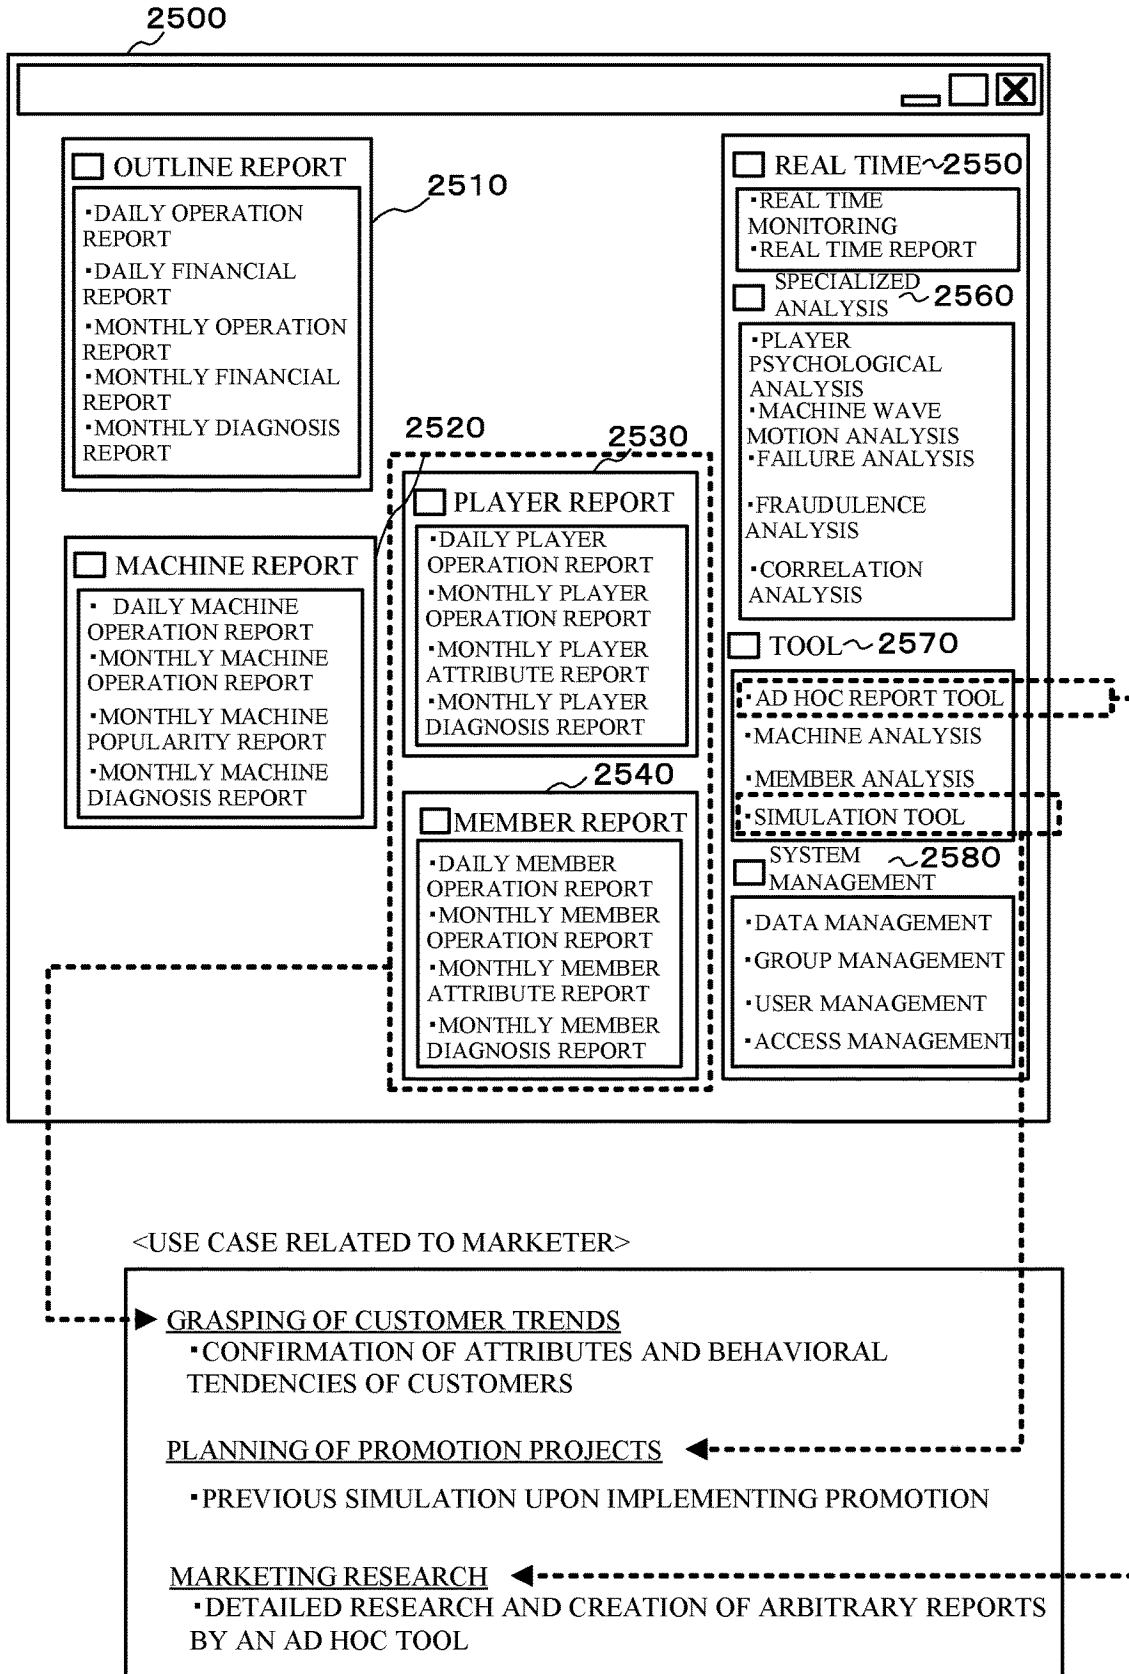 2500
OUTLINE REPORT
2510
▪DAILY OPERATION
REPORT
▪DAILY FINANCIAL
REPORT
▪MONTHLY OPERATION
REPORT
▪MONTHLY FINANCIAL
REPORT
▪MONTHLY DIAGNOSIS
REPORT
2520
MACHINE REPORT
▪ DAILY MACHINE
OPERATION REPORT
▪MONTHLY MACHINE
OPERATION REPORT
▪MONTHLY MACHINE
POPULARITY REPORT
▪MONTHLY MACHINE
DIAGNOSIS REPORT
2530
PLAYER REPORT
▪DAILY PLAYER
OPERATION REPORT
▪MONTHLY PLAYER
OPERATION REPORT
▪MONTHLY PLAYER
ATTRIBUTE REPORT
▪MONTHLY PLAYER
DIAGNOSIS REPORT
2540
MEMBER REPORT
▪DAILY MEMBER
OPERATION REPORT
▪MONTHLY MEMBER
OPERATION REPORT
▪MONTHLY MEMBER
ATTRIBUTE REPORT
▪MONTHLY MEMBER
DIAGNOSIS REPORT
REAL TIME 2550
▪REAL TIME
MONITORING
▪REAL TIME REPORT
SPECIALIZED
ANALYSIS 2560
▪PLAYER
PSYCHOLOGICAL
ANALYSIS
▪MACHINE WAVE
MOTION ANALYSIS
▪FAILURE ANALYSIS
▪FRAUDULENCE
ANALYSIS
▪CORRELATION
ANALYSIS
TOOL 2570
▪AD HOC REPORT TOOL
▪MACHINE ANALYSIS
▪MEMBER ANALYSIS
▪SIMULATION TOOL
SYSTEM
MANAGEMENT 2580
▪DATA MANAGEMENT
▪GROUP MANAGEMENT
▪USER MANAGEMENT
▪ACCESS MANAGEMENT
<USE CASE RELATED TO MARKETER>
GRASPING OF CUSTOMER TRENDS
▪CONFIRMATION OF ATTRIBUTES AND BEHAVIORAL
TENDENCIES OF CUSTOMERS
PLANNING OF PROMOTION PROJECTS
▪PREVIOUS SIMULATION UPON IMPLEMENTING PROMOTION
MARKETING RESEARCH
▪DETAILED RESEARCH AND CREATION OF ARBITRARY REPORTS
BY AN AD HOC TOOL